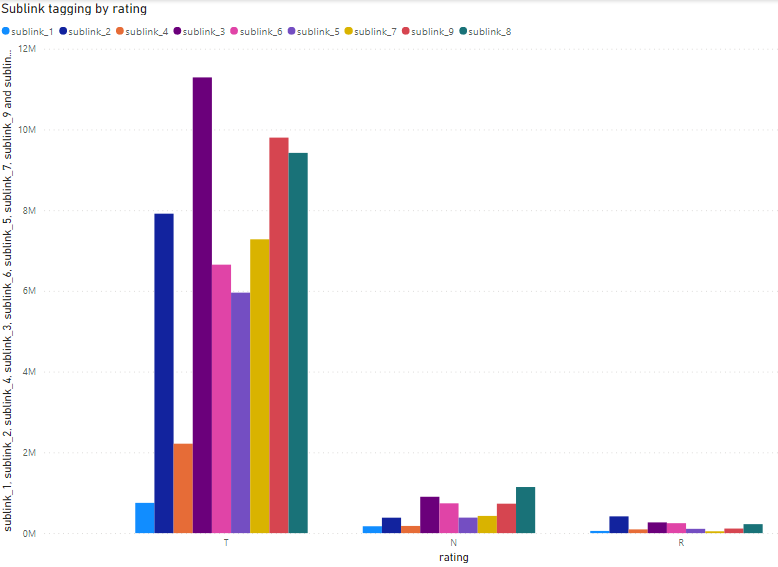 Sublink tagging by rating
sublink_1 sublink_2 sublink_4 sublink_3 sublink_6 sublink_5 sublink_7 sublink_9 sublink_8
sublink_1, sublink_2, sublink_4, sublink_3, sublink_6, sublink_5, sublink_7, sublink_9 and sublin...
12M
10M
8M
6M
4M
2M
0M
T N R
rating